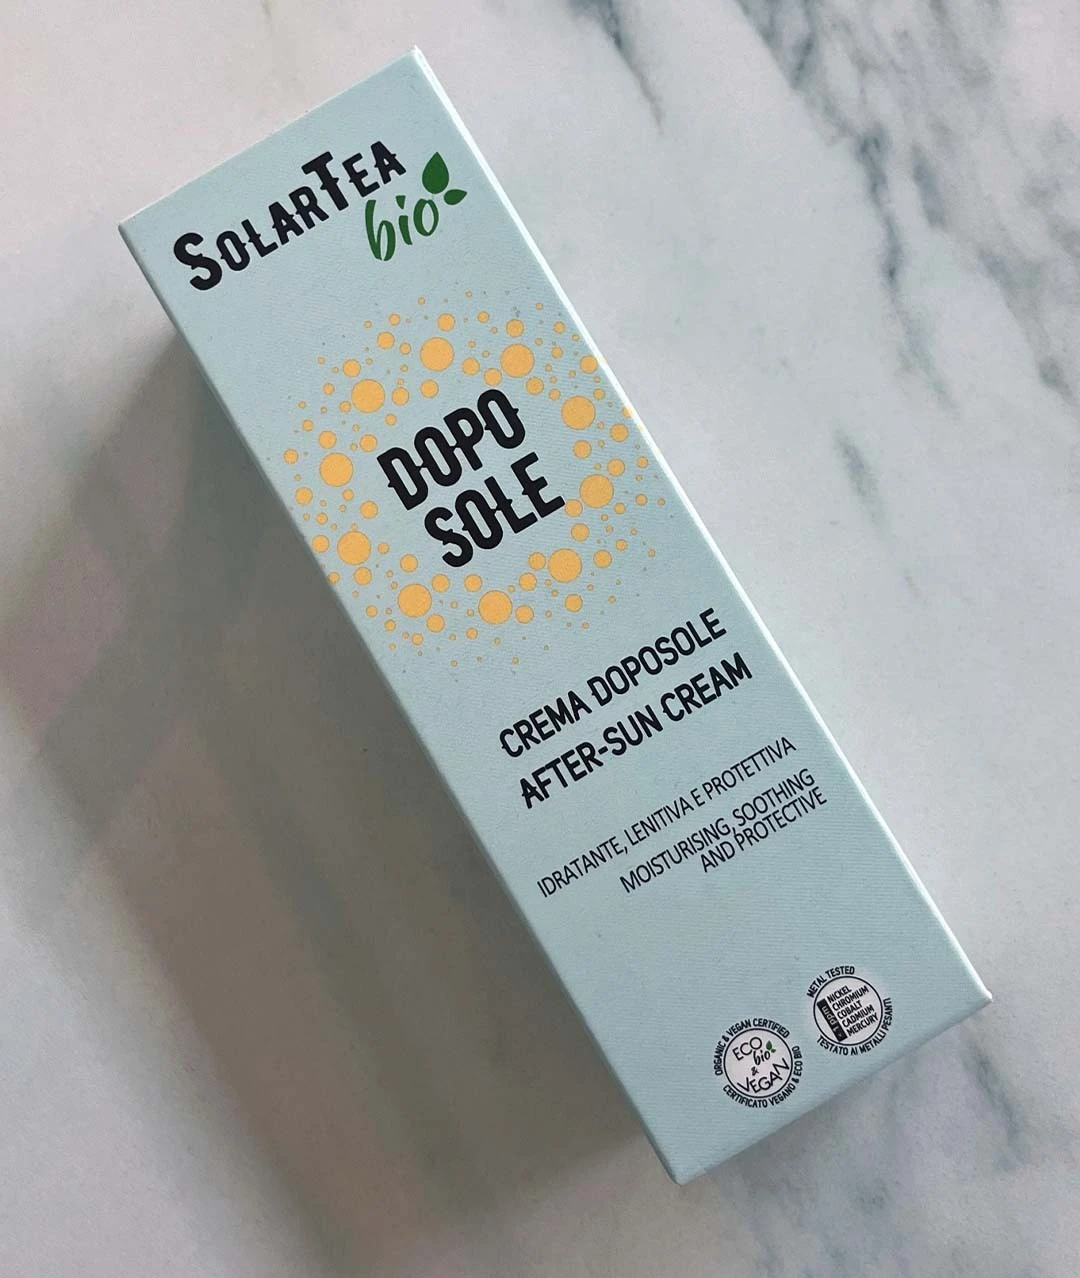 SOLARTEA
bio
DOPO
SOLE
CREMA DOPOSOLE
AFTER-SUN CREAM
IDRATANTE, LENITIVA E PROTETTIVA
MOISTURISING, SOOTHING
AND PROTECTIVE
ORGANIC & VEGAN CERTIFIED
ECO
bio
&
VEGAN
CERTIFICATO VEGANO & ECO BIO
METAL TESTED
NICKEL
CHROMIUM
COBALT
CADMIUM
MERCURY
TESTATO AI METALLI PESANTI